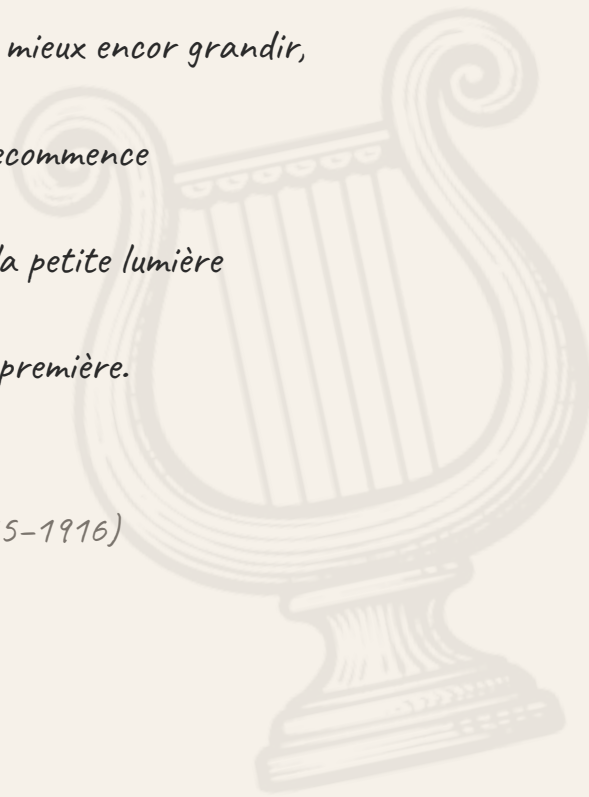 mieux encor grandir,
ecommence
la petite lumière
première.
5–1916)